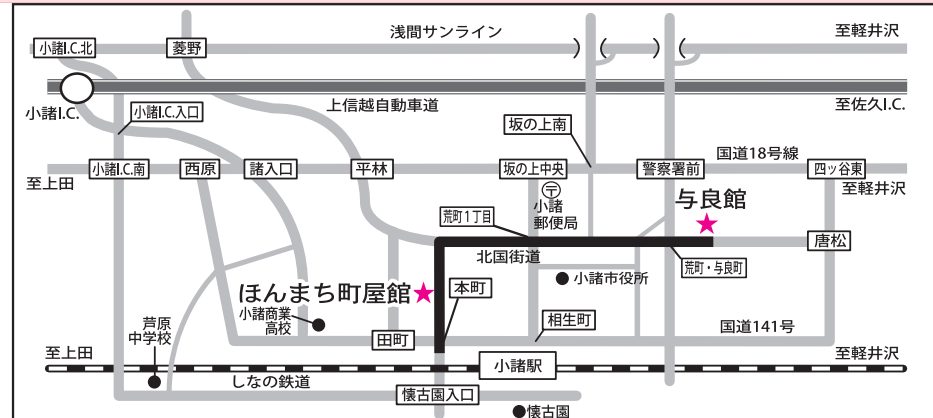 浅間サンライン
至軽井沢
小諸I.C.北
菱野
小諸I.C.
小諸I.C.入口
上信越自動車道
至佐久I.C.
坂の上南
国道18号線
至上田
小諸I.C.南
西原
諸入口
平林
坂の上中央
警察署前
四ッ谷東
至軽井沢
〒
小諸
郵便局
与良館
荒町1丁目
北国街道
唐松
荒町・与良町
ほんまち町屋館
本町
小諸市役所
小諸商業
高校
芦原
中学校
田町
相生町
国道141号
至上田
小諸駅
至軽井沢
しなの鉄道
懐古園入口
懐古園